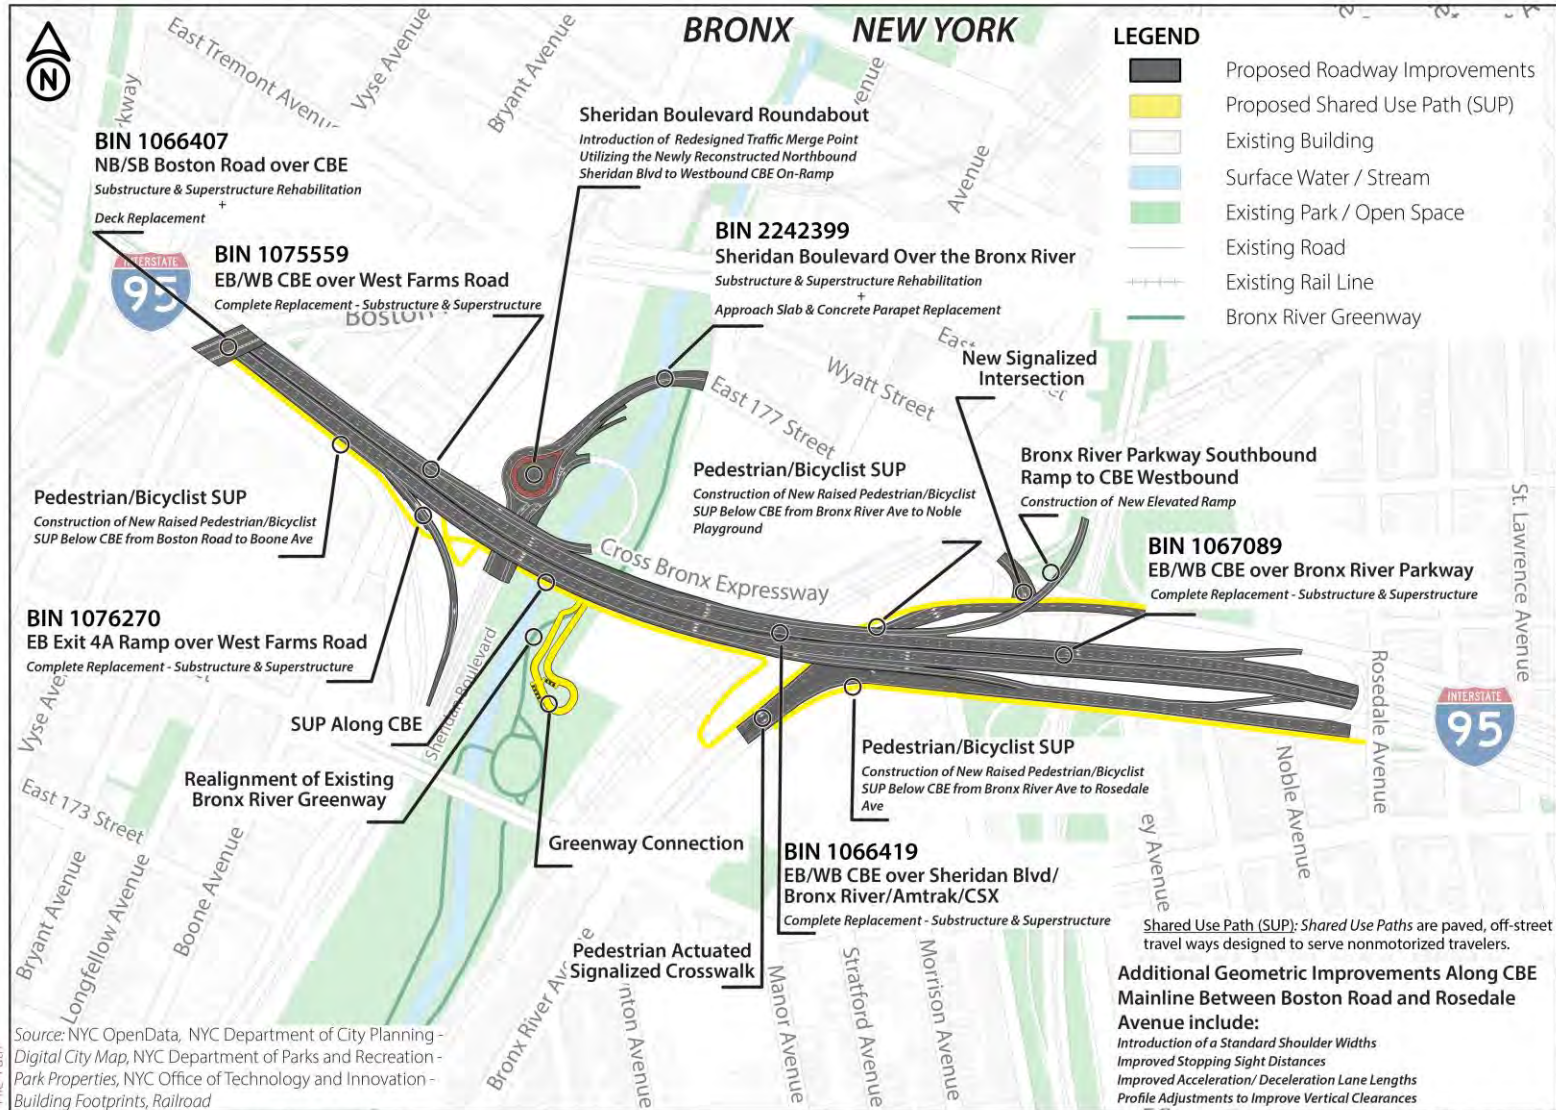 BRONX NEW YORK
N
LEGEND
Proposed Roadway Improvements
Proposed Shared Use Path (SUP)
Existing Building
Surface Water / Stream
Existing Park / Open Space
Existing Road
Existing Rail Line
Bronx River Greenway
East Tremont Avenue
Vyse Avenue
Bryant Avenue
Avenue
BIN 1066407
NB/SB Boston Road over CBE
Substructure & Superstructure Rehabilitation
+
Deck Replacement
Sheridan Boulevard Roundabout
Introduction of Redesigned Traffic Merge Point
Utilizing the Newly Reconstructed Northbound
Sheridan Blvd to Westbound CBE On-Ramp
BIN 1075559
EB/WB CBE over West Farms Road
Complete Replacement - Substructure & Superstructure
BIN 2242399
Sheridan Boulevard Over the Bronx River
Substructure & Superstructure Rehabilitation
+
Approach Slab & Concrete Parapet Replacement
INTERSTATE
95
Boston
New Signalized
Intersection
Wyatt Street
East 177 Street
Pedestrian/Bicyclist SUP
Construction of New Raised Pedestrian/Bicyclist
SUP Below CBE from Boston Road to Boone Ave
Pedestrian/Bicyclist SUP
Construction of New Raised Pedestrian/Bicyclist
SUP Below CBE from Bronx River Ave to Noble
Playground
Bronx River Parkway Southbound
Ramp to CBE Westbound
Construction of New Elevated Ramp
BIN 1067089
EB/WB CBE over Bronx River Parkway
Complete Replacement - Substructure & Superstructure
St. Lawrence Avenue
Cross Bronx Expressway
BIN 1076270
EB Exit 4A Ramp over West Farms Road
Complete Replacement - Substructure & Superstructure
Vyse Av
SUP Along CBE
Sheridan Boulevard
Rosedale Avenue
INTERSTATE
95
Realignment of Existing
Bronx River Greenway
Pedestrian/Bicyclist SUP
Construction of New Raised Pedestrian/Bicyclist
SUP Below CBE from Bronx River Ave to Rosedale
Ave
Noble Avenue
East 173 Street
Greenway Connection
BIN 1066419
EB/WB CBE over Sheridan Blvd/
Bronx River/Amtrak/CSX
Complete Replacement - Substructure & Superstructure
ey Avenue
Bryant Avenue
Longfellow Avenue
Boone Avenue
Pedestrian Actuated
Signalized Crosswalk
Bronx River Ave
nton Avenue
Manor Avenue
Stratford Avenue
Morrison Avenue
Shared Use Path (SUP): Shared Use Paths are paved, off-street
travel ways designed to serve nonmotorized travelers.
Additional Geometric Improvements Along CBE
Mainline Between Boston Road and Rosedale
Avenue include:
Introduction of a Standard Shoulder Widths
Improved Stopping Sight Distances
Improved Acceleration/ Deceleration Lane Lengths
Profile Adjustments to Improve Vertical Clearances
Source: NYC OpenData, NYC Department of City Planning -
Digital City Map, NYC Department of Parks and Recreation -
Park Properties, NYC Office of Technology and Innovation -
Building Footprints, Railroad